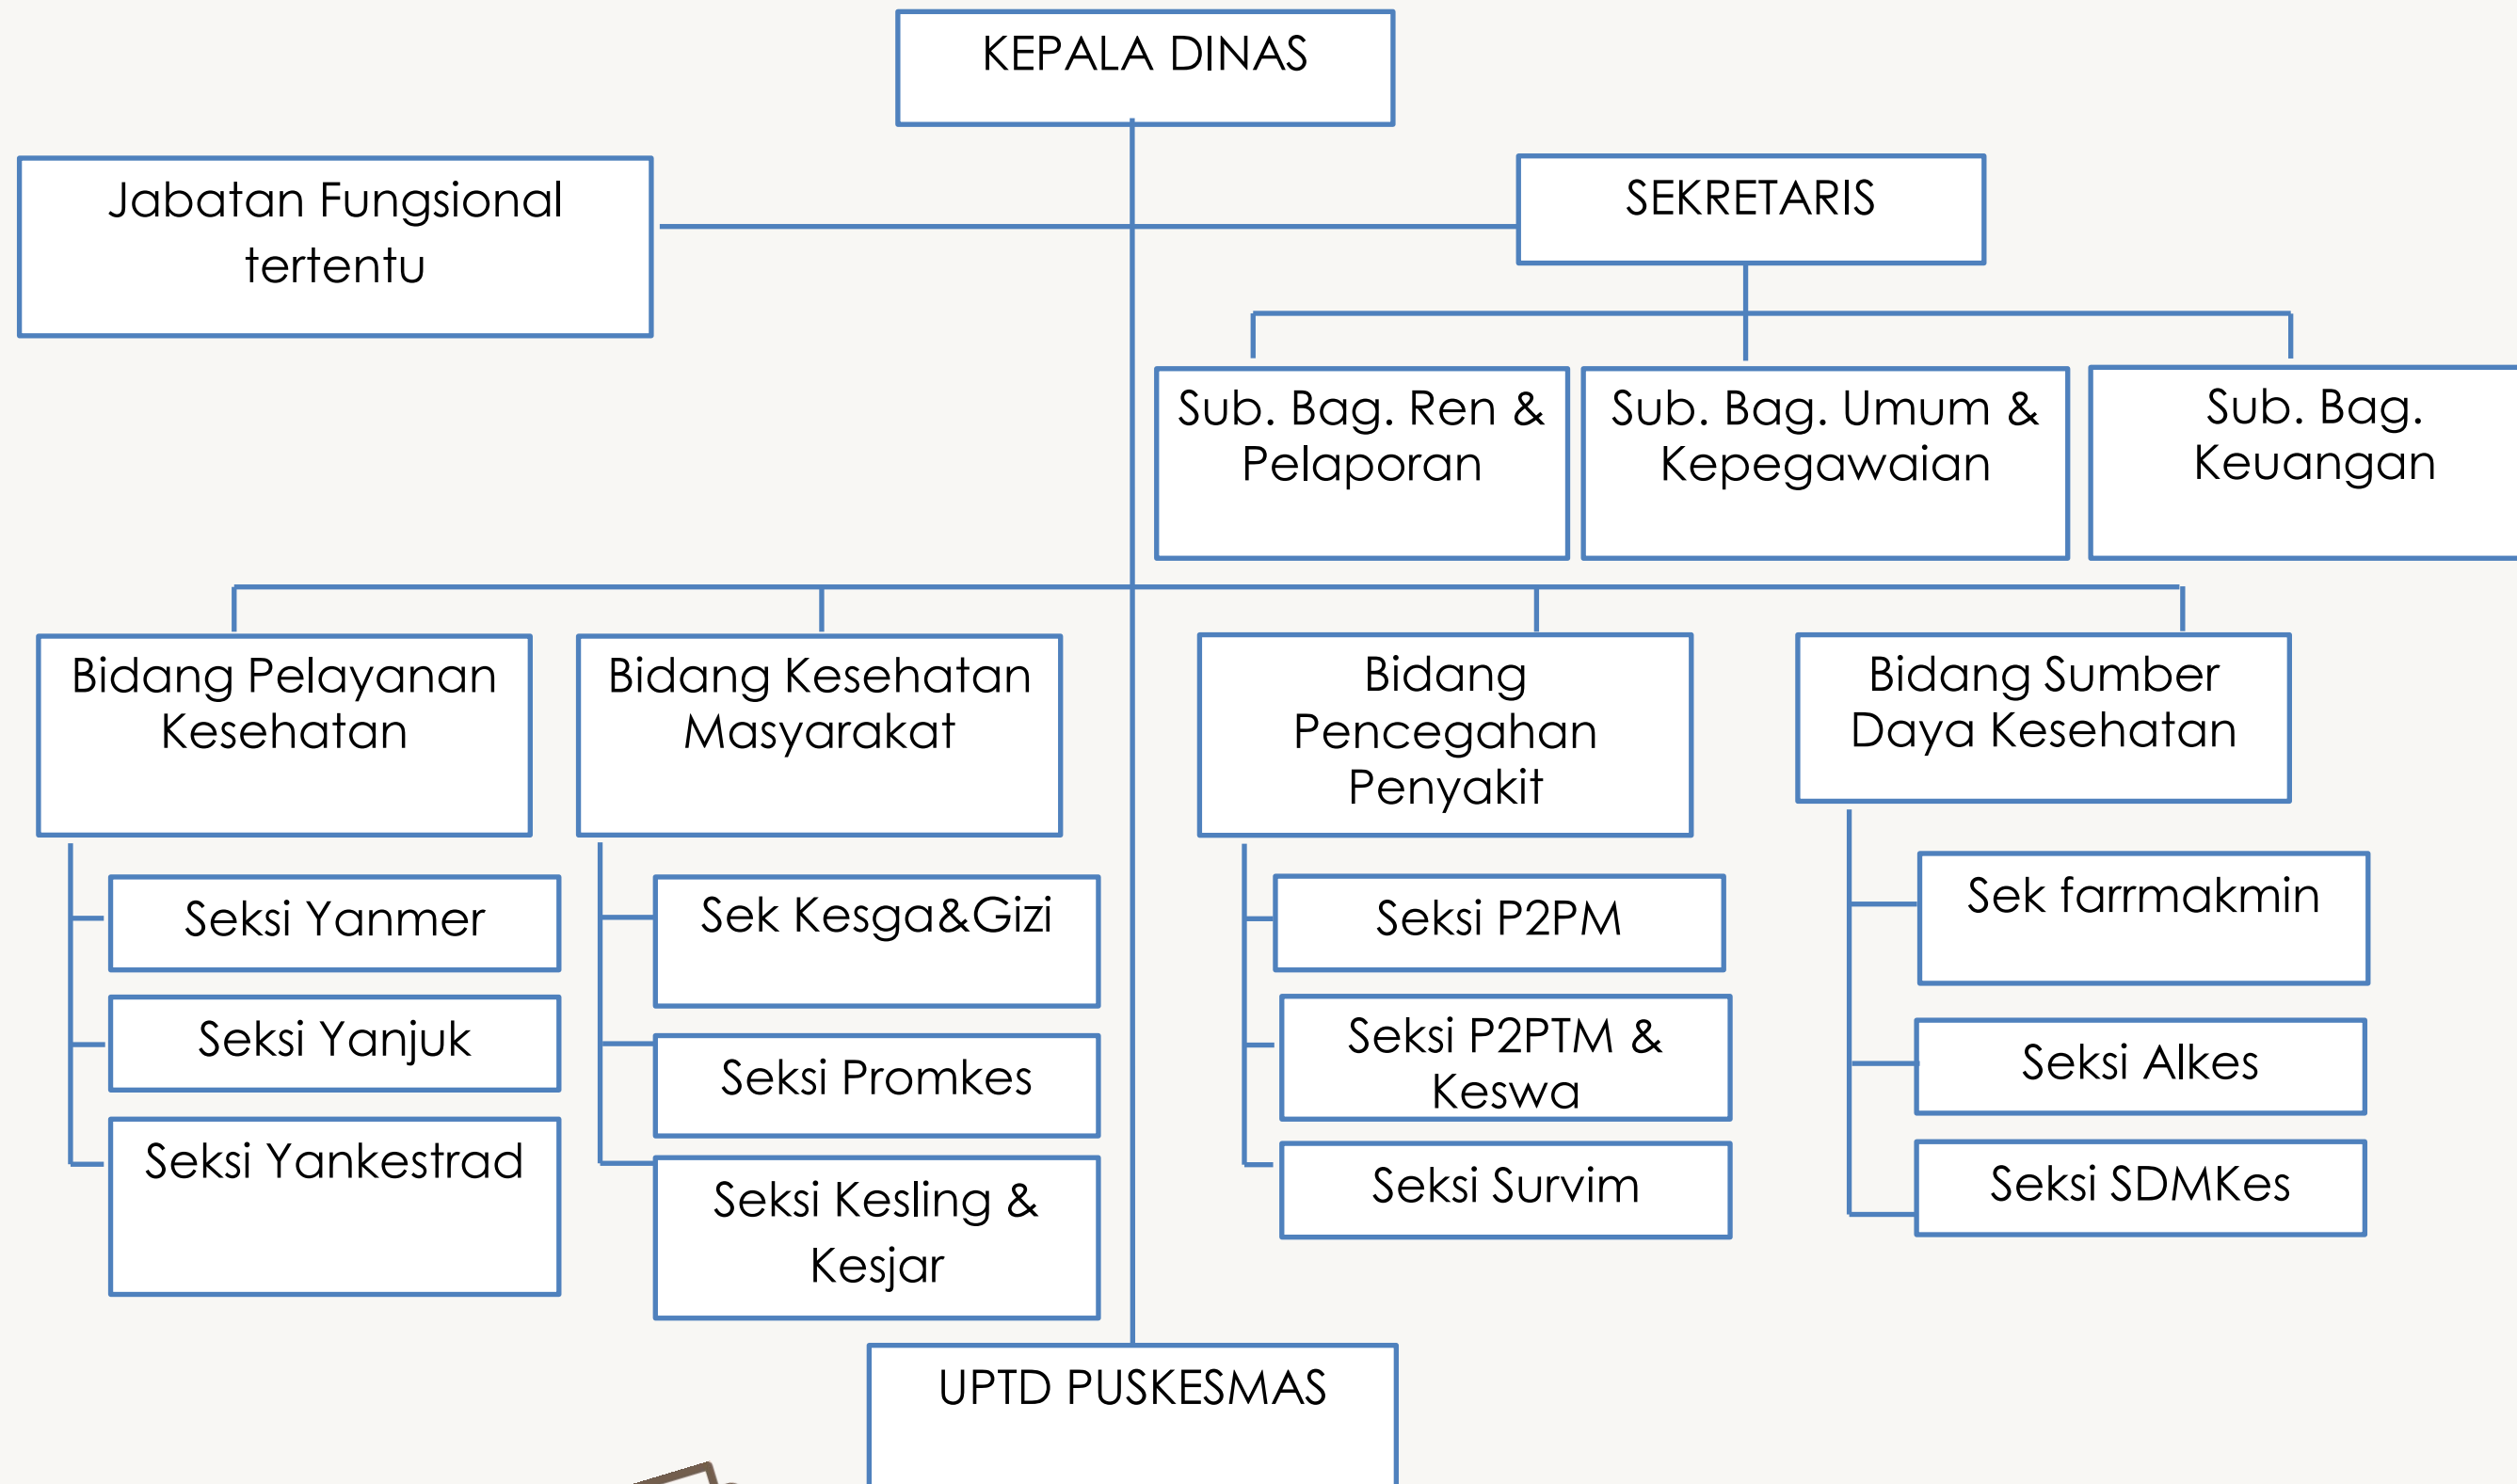 KEPALA DINAS
Jabatan Fungsional
tertentu
SEKRETARIS
Sub. Bag. Ren &
Pelaporan
Sub. Bag. Umum &
Kepegawaian
Sub. Bag.
Keuangan
Bidang Pelayanan
Kesehatan
Bidang Kesehatan
Masyarakat
Bidang
Pencegahan
Penyakit
Bidang Sumber
Daya Kesehatan
Seksi Yanmer
Seksi Yanjuk
Seksi Yankestrad
Sek Kesga&Gizi
Seksi Promkes
Seksi Kesling &
Kesjar
Seksi P2PM
Seksi P2PTM &
Keswa
Seksi Survim
Sek farrmakmin
Seksi Alkes
Seksi SDMKes
UPTD PUSKESMAS